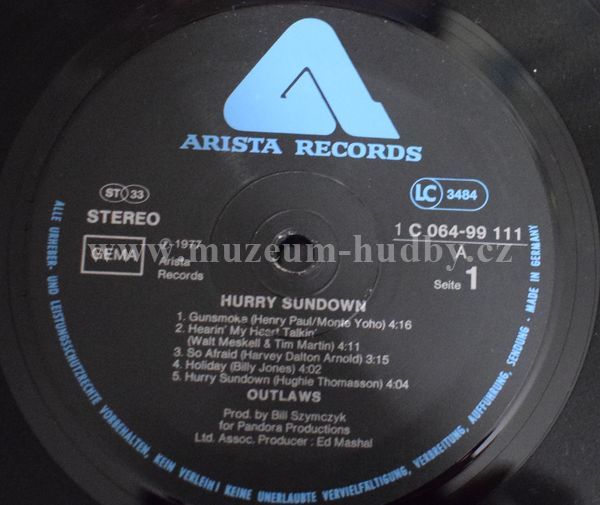 ARISTA RECORDS
ST 33
STEREO
GEMA
℗ 1977
Arista
Records
LC 3484
1 C 064-99 111
A
Seite 1
www.muzeum-hudby.cz
HURRY SUNDOWN
1. Gunsmoke (Henry Paul/Monte Yoho) 4:16
2. Hearin' My Heart Talkin'
(Walt Meskell & Tim Martin) 4:11
3. So Afraid (Harvey Dalton Arnold) 3:15
4. Holiday (Billy Jones) 4:02
5. Hurry Sundown (Hughie Thomasson) 4:04
OUTLAWS
Prod. by Bill Szymczyk
for Pandora Productions
Ltd. Assoc. Producer : Ed Mashal
ALLE URHEBER- UND LEISTUNGSSCHUTZRECHTE VORBEHALTEN, KEIN VERLEIH! KEINE UNERLAUBTE VERVIELFÄLTIGUNG, VERBREITUNG, AUFFÜHRUNG, SENDUNG · MADE IN GERMANY